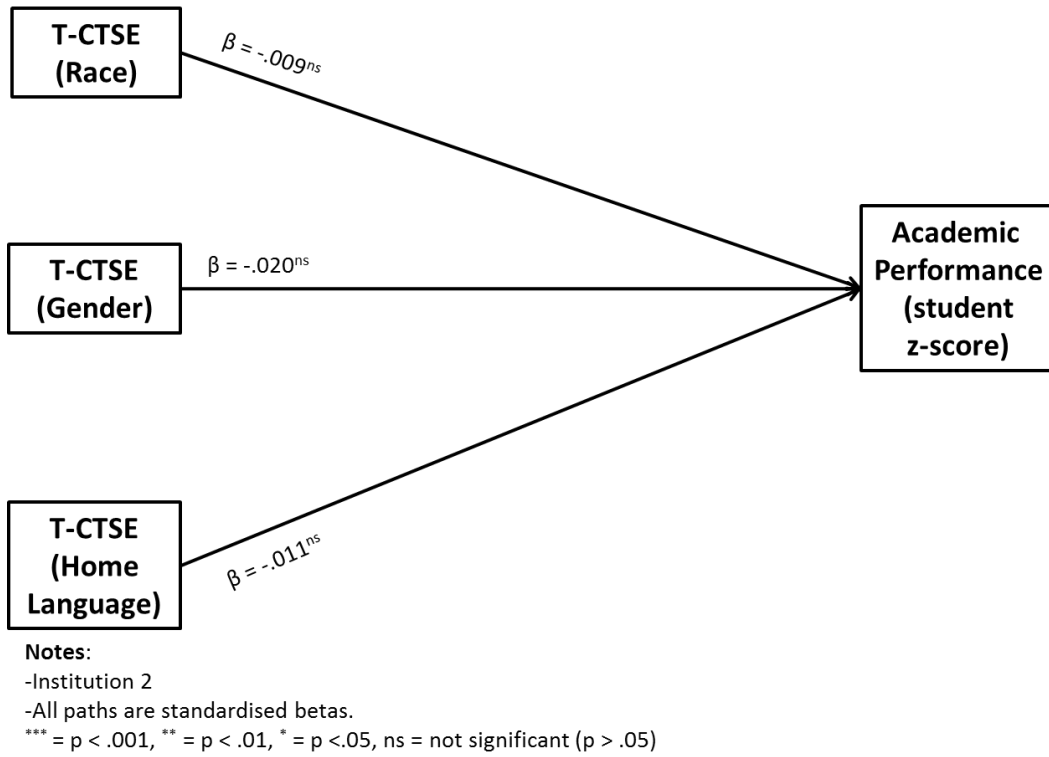 T-CTSE
(Race)
β = -.009ns
T-CTSE
(Gender)
β = -.020ns
Academic
Performance
(student
z-score)
T-CTSE
(Home
Language)
β = -.011ns
Notes:
-Institution 2
-All paths are standardised betas.
*** = p < .001, ** = p < .01, * = p <.05, ns = not significant (p > .05)